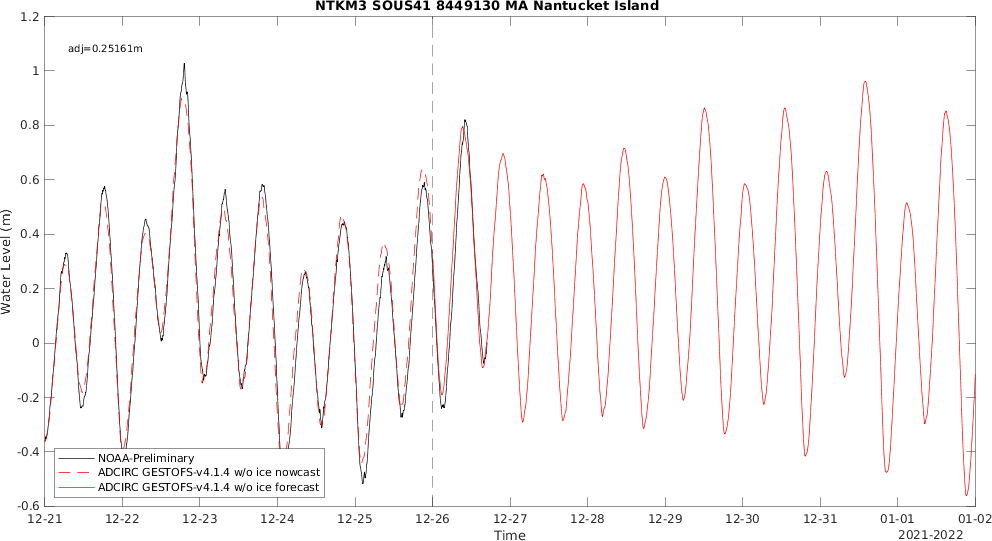 NTKM3 SOUS41 8449130 MA Nantucket Island
1.2
adj=0.25161m
1
0.8
0.6
0.4
0.2
0
-0.2
-0.4
-0.6
Water Level (m)
NOAA-Preliminary
ADCIRC GESTOFS-v4.1.4 w/o ice nowcast
ADCIRC GESTOFS-v4.1.4 w/o ice forecast
12-21 12-22 12-23 12-24 12-25 12-26 12-27 12-28 12-29 12-30 12-31 01-01 01-02
Time
2021-2022